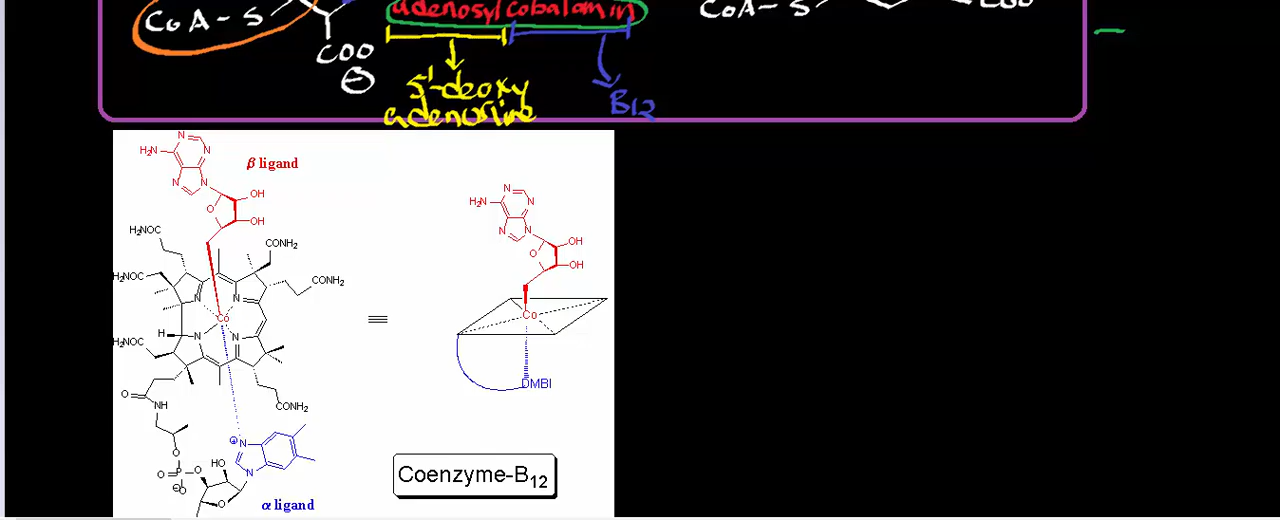 adenosylcobalamin
CoA-S
CoA-S
COO
COO
⊖
5'-deoxy
adenosine
B12
β ligand
N
N
H₂N
N
N
O
OH
OH
H₂NOC
CONH₂
H₂NOC
CONH₂
N
N
Co
H
N
N
H₂NOC
O
NH
CONH₂
O
⊕N
HO
O
P
O
⊖O
N
O
α ligand
≡
N
H₂N
N
N
N
O
OH
OH
Co
DMBI
Coenzyme-B₁₂